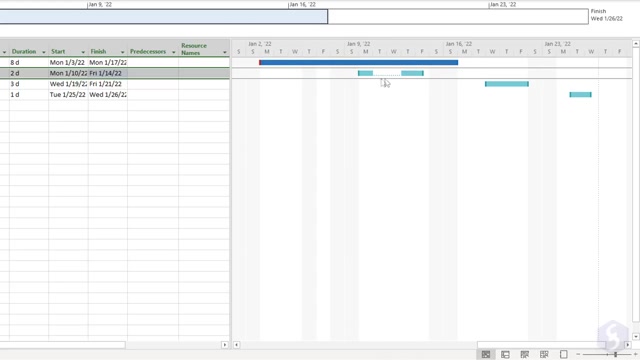 Jan 9, '22
Jan 16, '22
Jan 23, '22
Finish
Wed 1/26/22
Duration
Start
Finish
Predecessors
Resource Names
Jan 2, '22
Jan 9, '22
Jan 16, '22
Jan 23, '22
S S M T W T F S S M T W T F S S M T W T F S S M T W T F S
8 d Mon 1/3/22 Mon 1/17/22
2 d Mon 1/10/22 Fri 1/14/22
3 d Wed 1/19/22 Fri 1/21/22
1 d Tue 1/25/22 Wed 1/26/22